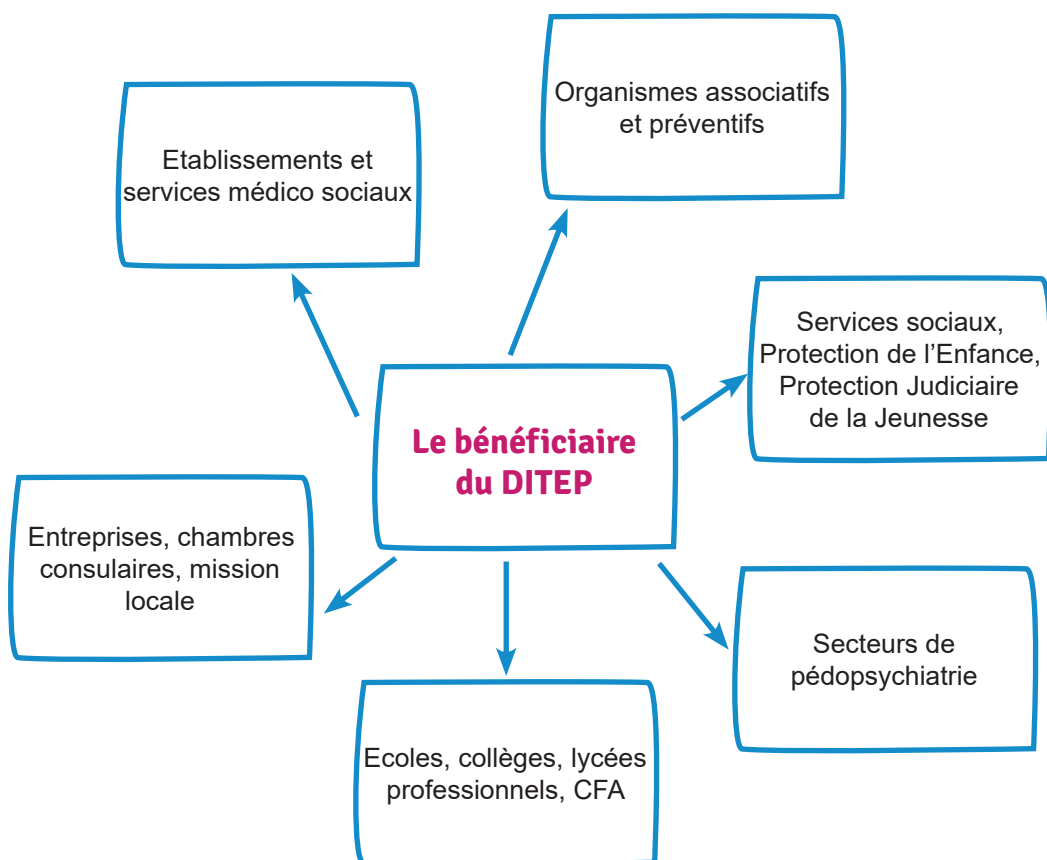 Organismes associatifs
et préventifs
Etablissements et
services médico sociaux
Services sociaux,
Protection de l’Enfance,
Protection Judiciaire
de la Jeunesse
Le bénéficiaire
du DITEP
Entreprises, chambres
consulaires, mission
locale
Secteurs de
pédopsychiatrie
Ecoles, collèges, lycées
professionnels, CFA